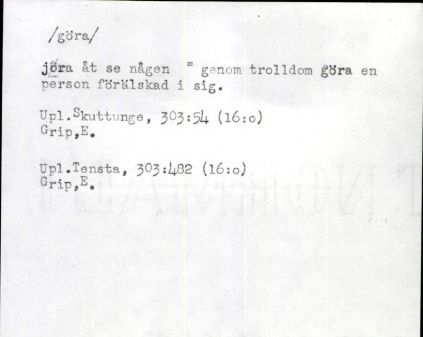 /göra/
jöra åt se någen = genom trolldom göra en
person förälskad i sig.
Upl.Skuttunge, 303:54 (16:o)
Grip,E.
Upl.Tensta, 303:482 (16:o)
Grip,E.